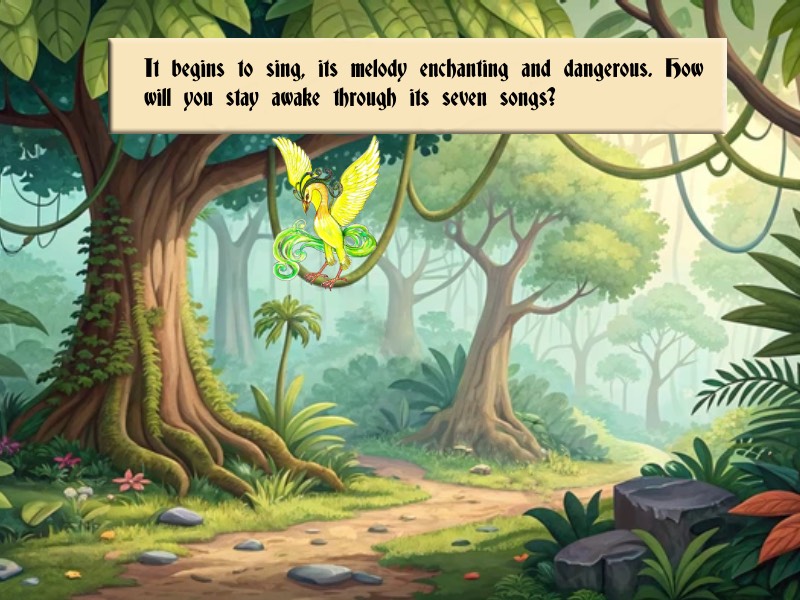 It begins to sing, its melody enchanting and dangerous. How
will you stay awake through its seven songs?